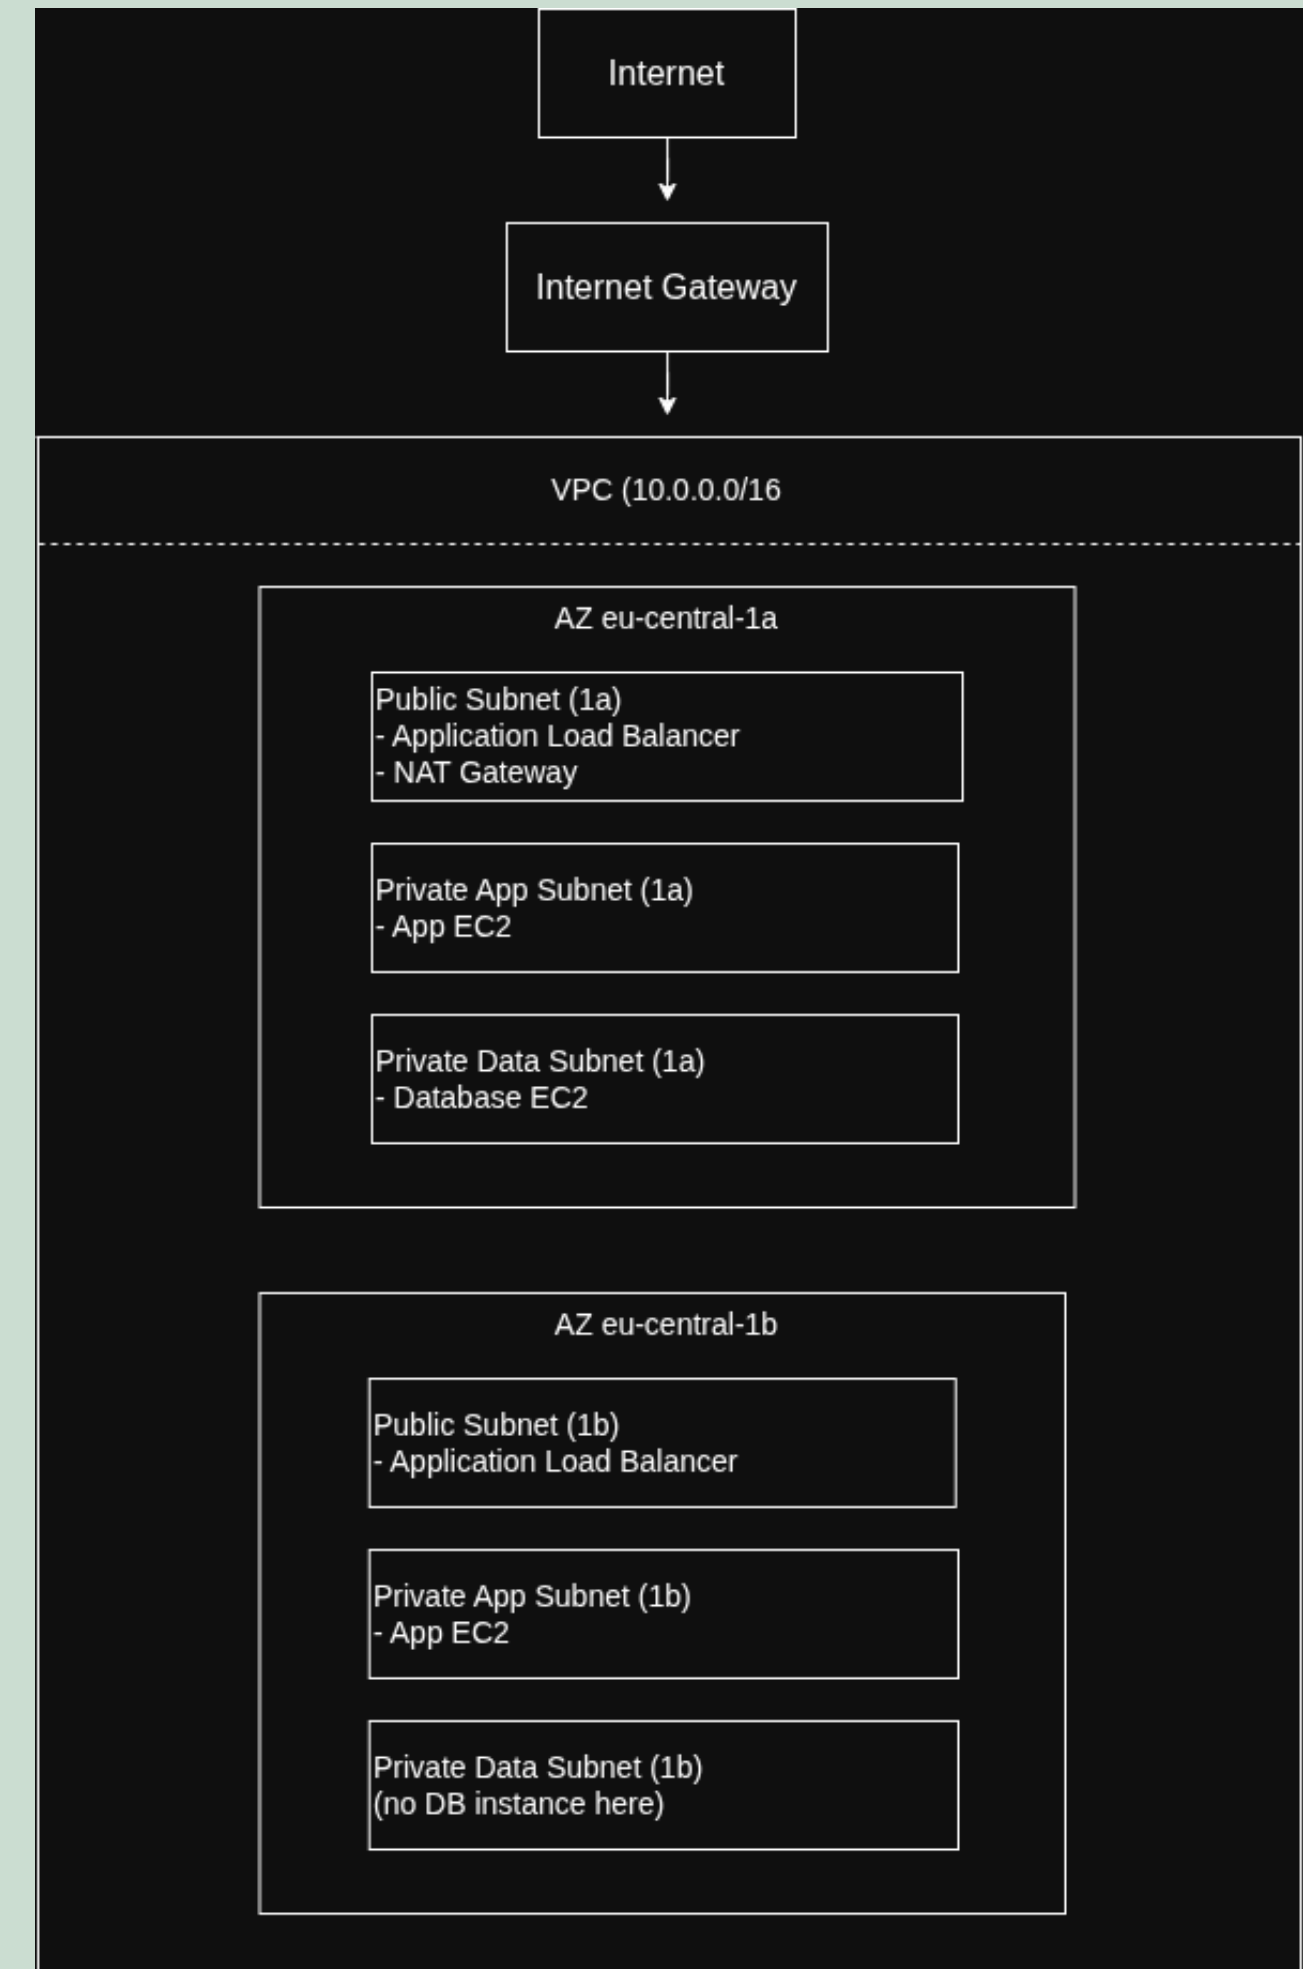 Internet
Internet Gateway
VPC (10.0.0.0/16
AZ eu-central-1a
Public Subnet (1a)
- Application Load Balancer
- NAT Gateway
Private App Subnet (1a)
- App EC2
Private Data Subnet (1a)
- Database EC2
AZ eu-central-1b
Public Subnet (1b)
- Application Load Balancer
Private App Subnet (1b)
- App EC2
Private Data Subnet (1b)
(no DB instance here)